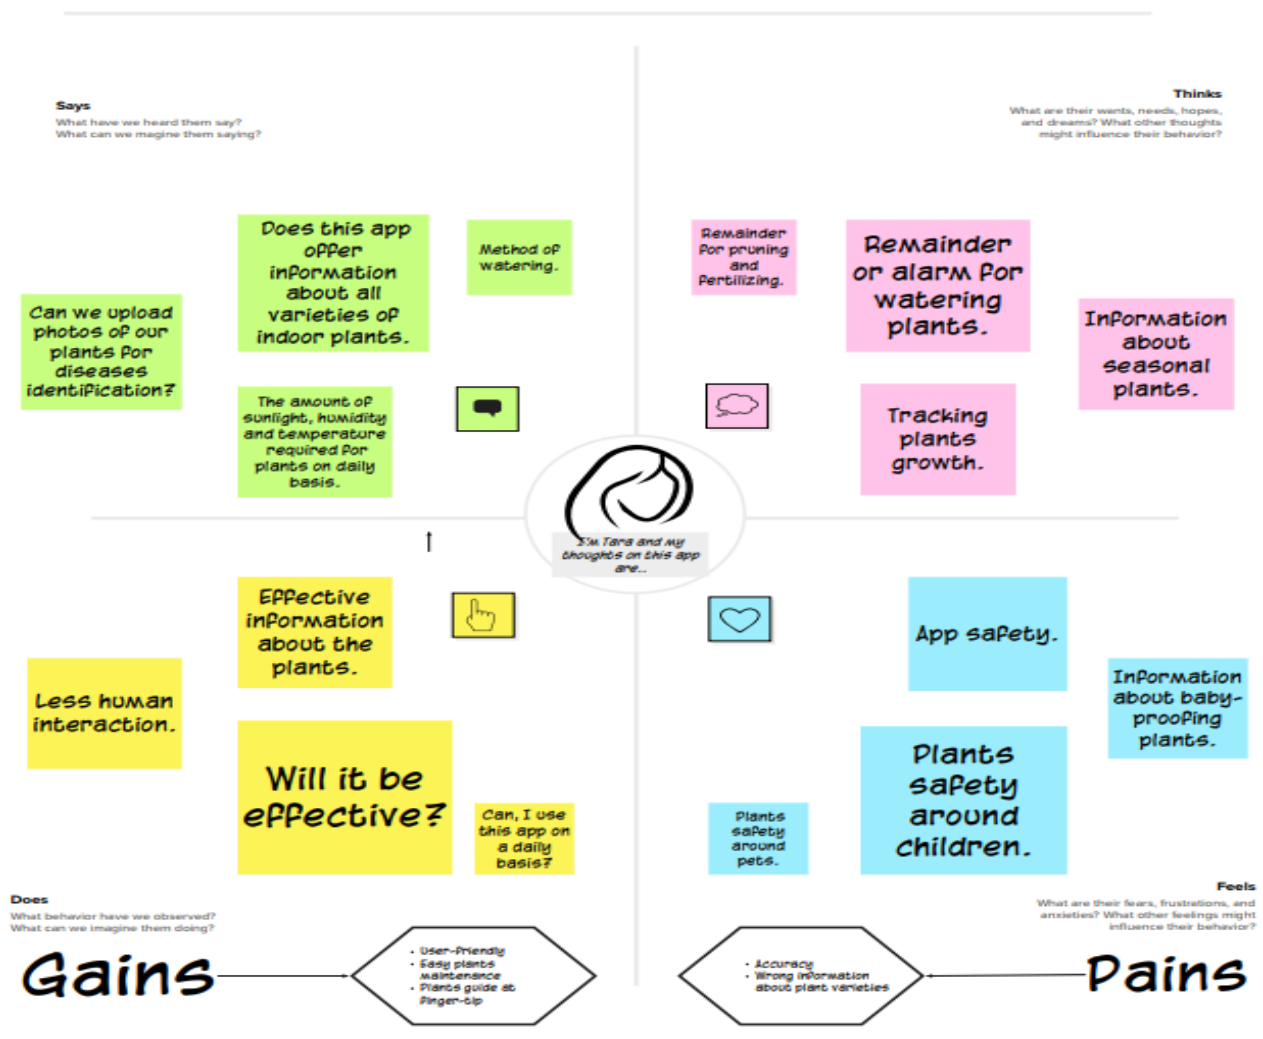 Says
What have we heard them say?
What can we magine them saying?
Thinks
What are their wants, needs, hopes,
and dreams? What other thoughts
might influence their behavior?
Can we upload
photos of our
plants for
diseases
identification?
Does this app
offer
information
about all
varieties of
indoor plants.
Method of
watering.
The amount of
sunlight, humidity
and temperature
required for
plants on daily
basis.
Remainder
for pruning
and
fertilizing.
Remainder
or alarm for
watering
plants.
Information
about
seasonal
plants.
Tracking
plants
growth.
I'm Tara and my
thoughts on this app
are...
Effective
information
about the
plants.
Less human
interaction.
Will it be
effective?
Can, I use
this app on
a daily
basis?
App safety.
Information
about baby-
proofing
plants.
Plants
safety
around
children.
Plants
safety
around
pets.
Does
What behavior have we observed?
What can we imagine them doing?
Feels
What are their fears, frustrations, and
anxieties? What other feelings might
influence their behavior?
Gains
• User-friendly
• Easy plants
maintenance
• Plants guide at
finger-tip
• Accuracy
• Wrong information
about plant varieties
Pains